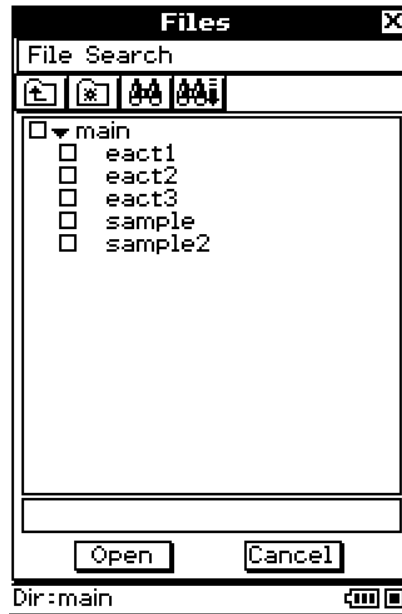 Files
File Search
main
eact1
eact2
eact3
sample
sample2
Open Cancel
Dir:main